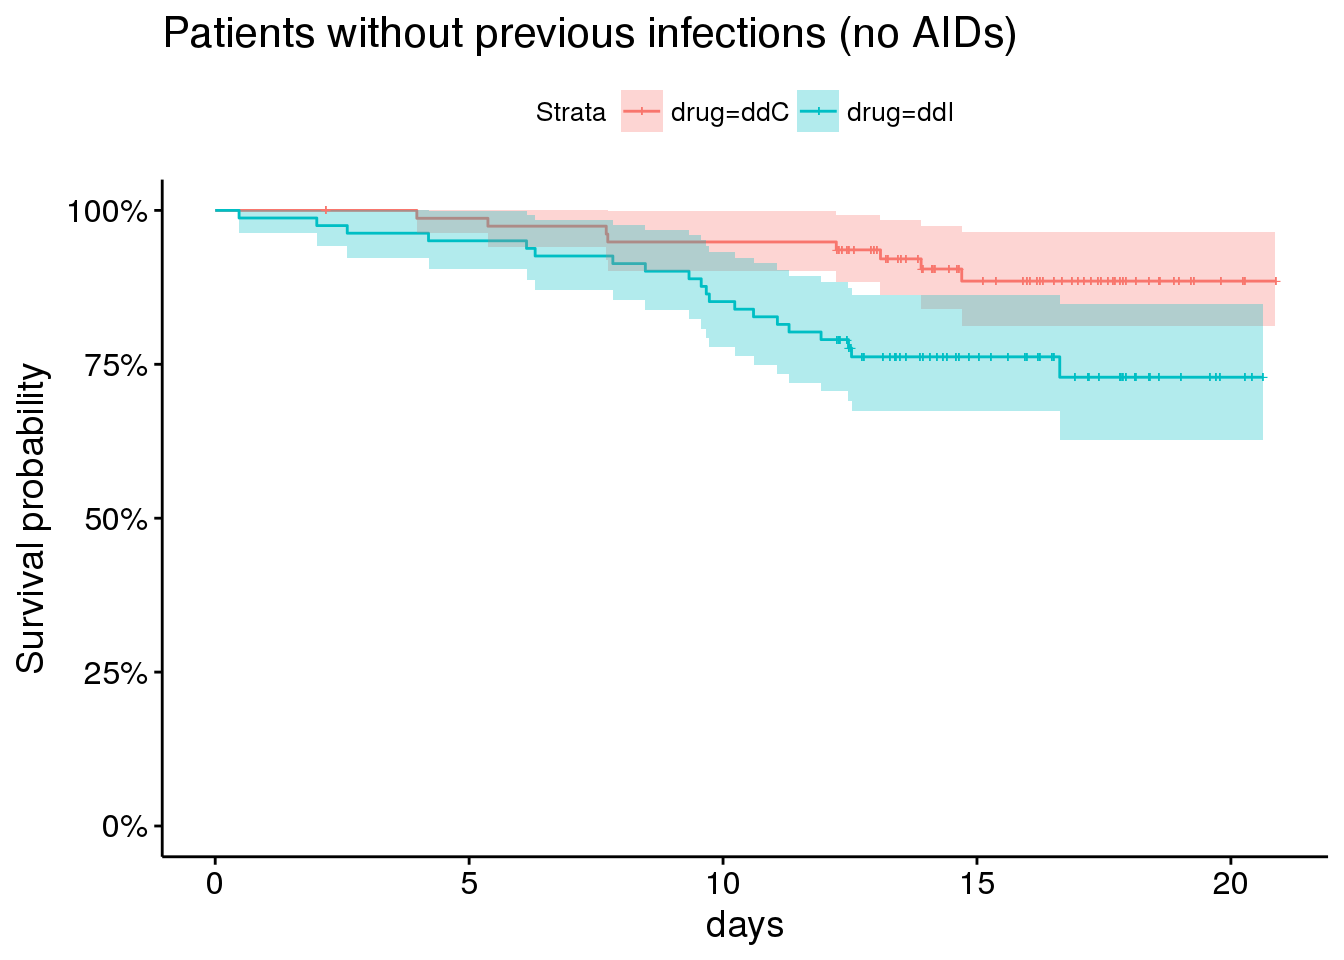 Patients without previous infections (no AIDs)
Strata drug=ddC drug=ddI
100%
75%
50%
25%
0%
Survival probability
0 5 10 15 20
days